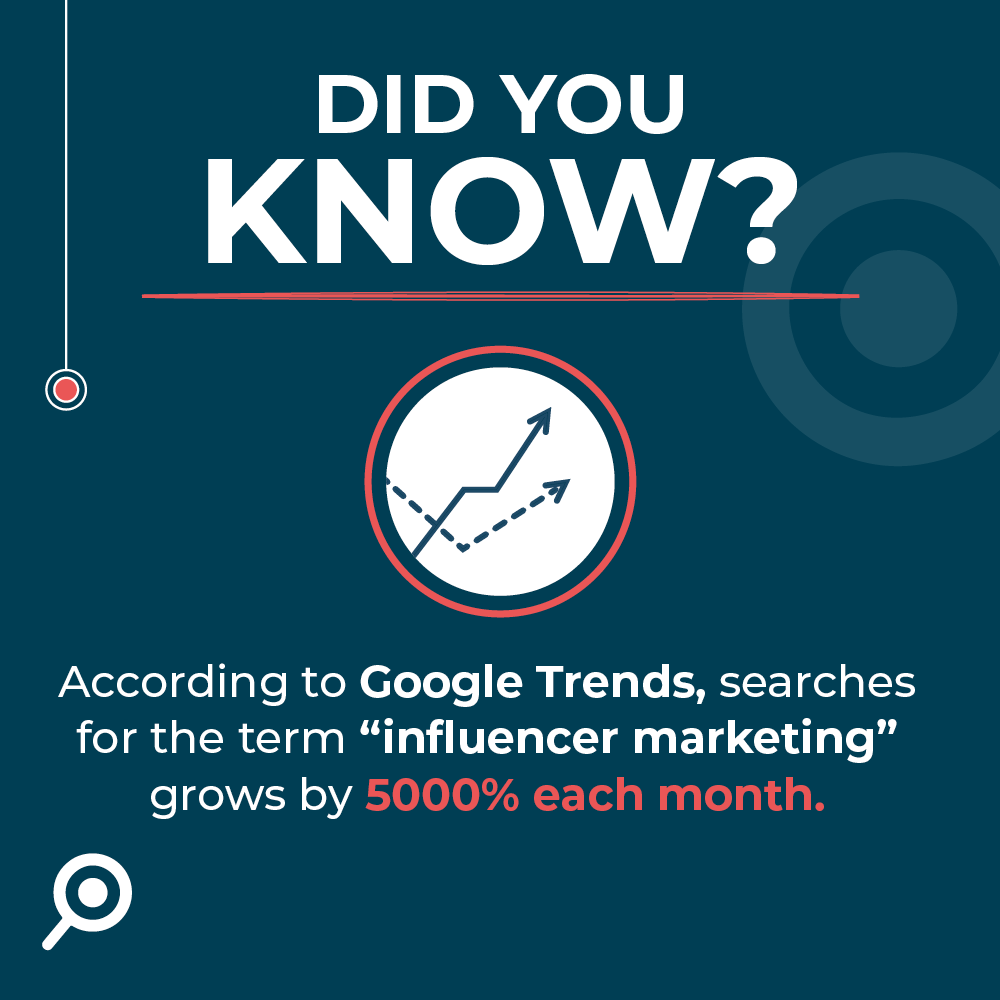 DID YOU
KNOW?
According to Google Trends, searches
for the term “influencer marketing”
grows by 5000% each month.